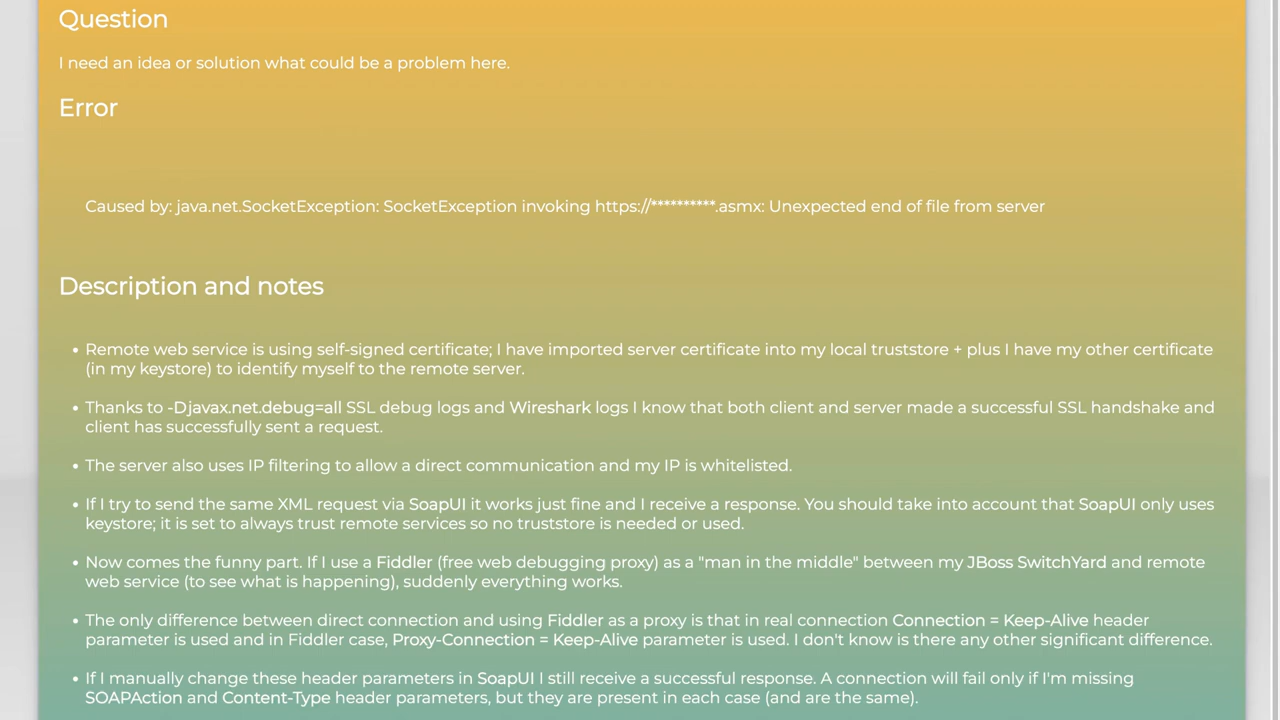 Question
I need an idea or solution what could be a problem here.
Error
Caused by: java.net.SocketException: SocketException invoking https://**********.asmx: Unexpected end of file from server
Description and notes
• Remote web service is using self-signed certificate; I have imported server certificate into my local truststore + plus I have my other certificate
(in my keystore) to identify myself to the remote server.
• Thanks to -Djavax.net.debug=all SSL debug logs and Wireshark logs I know that both client and server made a successful SSL handshake and
client has successfully sent a request.
• The server also uses IP filtering to allow a direct communication and my IP is whitelisted.
• If I try to send the same XML request via SoapUI it works just fine and I receive a response. You should take into account that SoapUI only uses
keystore; it is set to always trust remote services so no truststore is needed or used.
• Now comes the funny part. If I use a Fiddler (free web debugging proxy) as a "man in the middle" between my JBoss SwitchYard and remote
web service (to see what is happening), suddenly everything works.
• The only difference between direct connection and using Fiddler as a proxy is that in real connection Connection = Keep-Alive header
parameter is used and in Fiddler case, Proxy-Connection = Keep-Alive parameter is used. I don't know is there any other significant difference.
• If I manually change these header parameters in SoapUI I still receive a successful response. A connection will fail only if I'm missing
SOAPAction and Content-Type header parameters, but they are present in each case (and are the same).